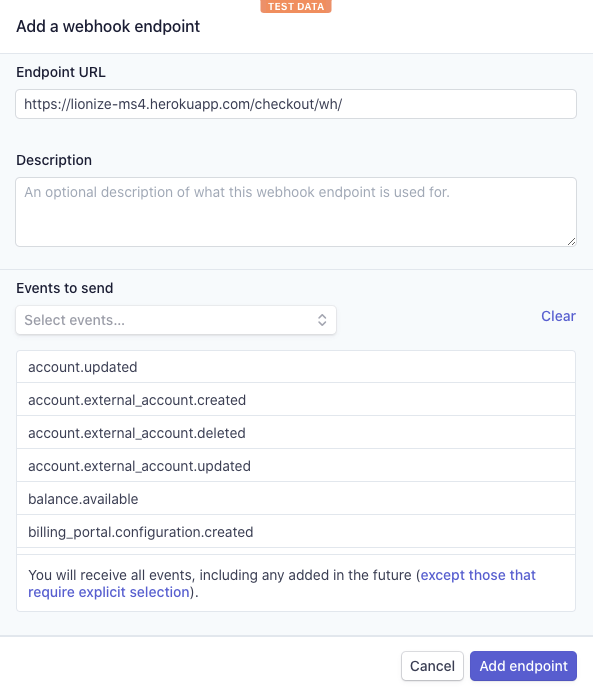 TEST DATA
Add a webhook endpoint
Endpoint URL
https://lionize-ms4.herokuapp.com/checkout/wh/
Description
An optional description of what this webhook endpoint is used for.
Events to send
Select events...
Clear
account.updated
account.external_account.created
account.external_account.deleted
account.external_account.updated
balance.available
billing_portal.configuration.created
You will receive all events, including any added in the future (except those that
require explicit selection).
Cancel
Add endpoint